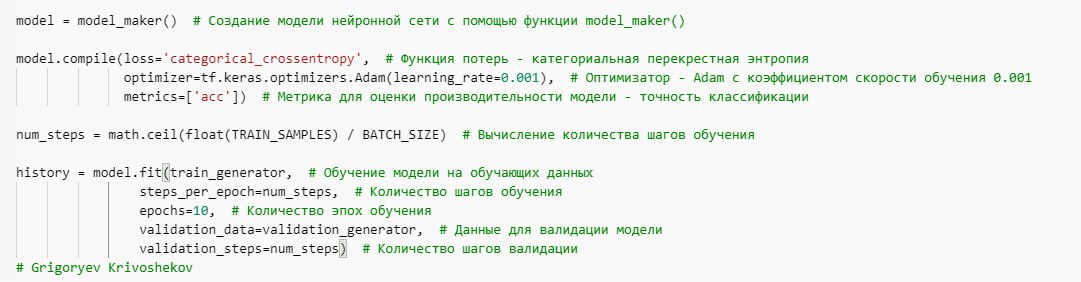 model = model_maker()  # Создание модели нейронной сети с помощью функции model_maker()

model.compile(loss='categorical_crossentropy',  # Функция потерь - категориальная перекрестная энтропия
              optimizer=tf.keras.optimizers.Adam(learning_rate=0.001),  # Оптимизатор - Adam с коэффициентом скорости обучения 0.001
              metrics=['acc'])  # Метрика для оценки производительности модели - точность классификации

num_steps = math.ceil(float(TRAIN_SAMPLES) / BATCH_SIZE)  # Вычисление количества шагов обучения

history = model.fit(train_generator,  # Обучение модели на обучающих данных
                steps_per_epoch=num_steps,  # Количество шагов обучения
                epochs=10,  # Количество эпох обучения
                validation_data=validation_generator,  # Данные для валидации модели
                validation_steps=num_steps)  # Количество шагов валидации
# Grigoryev Krivoshekov